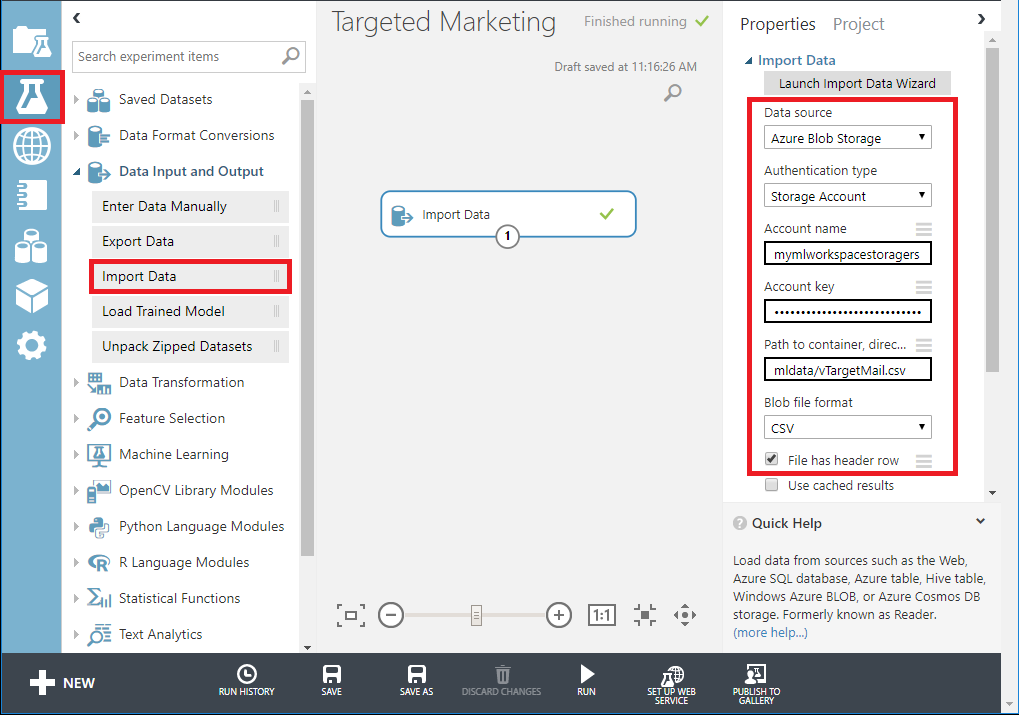 Search experiment items
Saved Datasets
Data Format Conversions
Data Input and Output
Enter Data Manually
Export Data
Import Data
Load Trained Model
Unpack Zipped Datasets
Data Transformation
Feature Selection
Machine Learning
OpenCV Library Modules
Python Language Modules
R Language Modules
Statistical Functions
Text Analytics
Targeted Marketing
Finished running
Draft saved at 11:16:26 AM
Import Data
1
1:1
Properties Project
Import Data
Launch Import Data Wizard
Data source
Azure Blob Storage
Authentication type
Storage Account
Account name
mymlworkspacestoragers
Account key
••••••••••••••••••••••••••••
Path to container, direc...
mldata/vTargetMail.csv
Blob file format
CSV
File has header row
Use cached results
? Quick Help
Load data from sources such as the Web,
Azure SQL database, Azure table, Hive table,
Windows Azure BLOB, or Azure Cosmos DB
storage. Formerly known as Reader.
(more help...)
NEW
RUN HISTORY
SAVE
SAVE AS
DISCARD CHANGES
RUN
SET UP WEB
SERVICE
PUBLISH TO
GALLERY